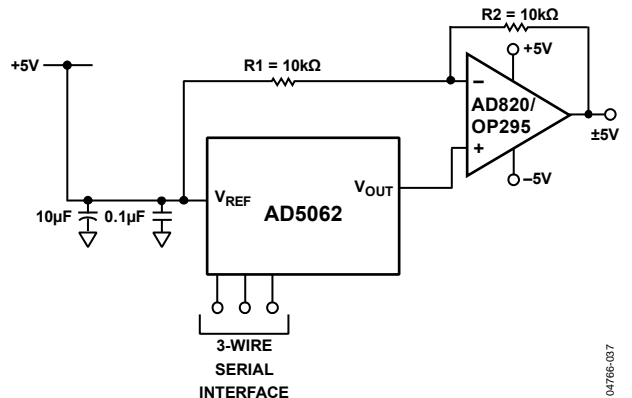 R2 = 10kΩ
+5V
R1 = 10kΩ
+5V
–
AD820/
OP295
+
±5V
–5V
10µF
0.1µF
VREF
VOUT
AD5062
3-WIRE
SERIAL
INTERFACE
04766-037